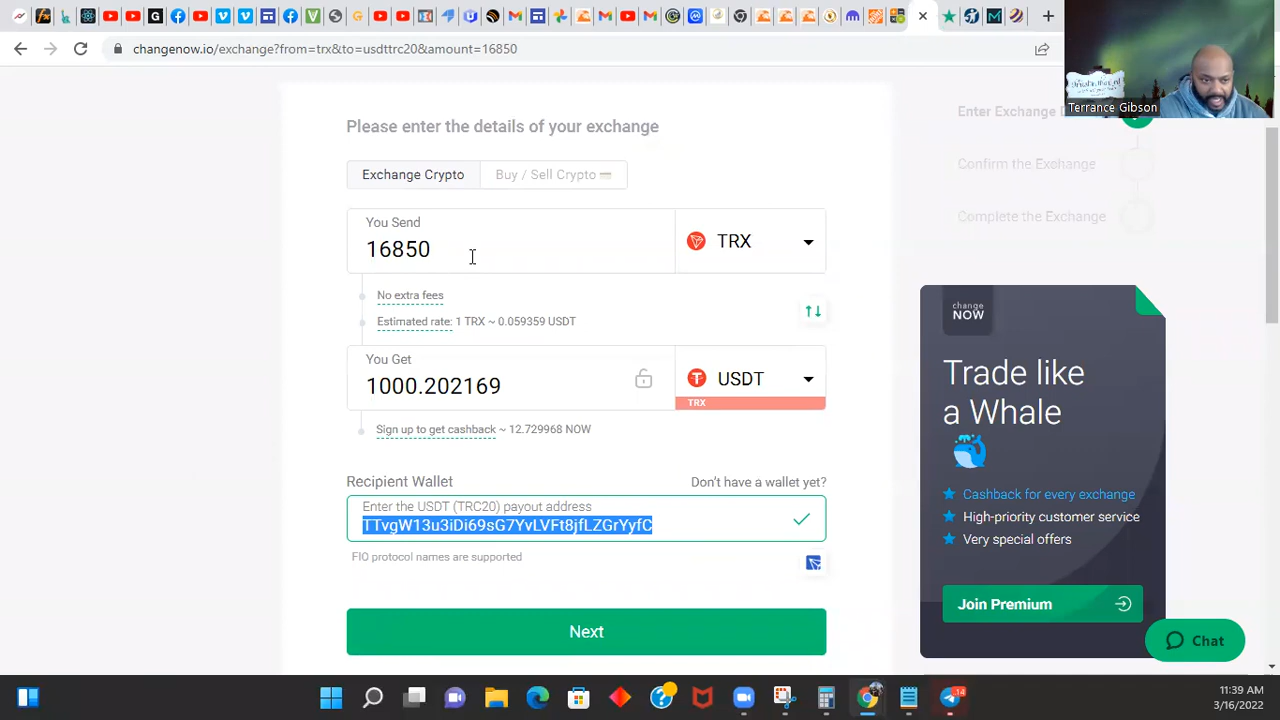 changenow.io/exchange?from=trx&to=usdttrc20&amount=16850
Terrance Gibson
Please enter the details of your exchange
Exchange Crypto
Buy / Sell Crypto
You Send
16850
TRX
No extra fees
Estimated rate: 1 TRX ~ 0.059359 USDT
You Get
1000.202169
USDT
TRX
Sign up to get cashback ~ 12.729968 NOW
Recipient Wallet
Don't have a wallet yet?
Enter the USDT (TRC20) payout address
TTvgW13u3iDi69sG7YvLVFt8jfLZGrYyfC
FIO protocol names are supported
Next
Enter Exchange
Confirm the Exchange
Complete the Exchange
change
NOW
Trade like
a Whale
Cashback for every exchange
High-priority customer service
Very special offers
Join Premium
Chat
14
11:39 AM
3/16/2022